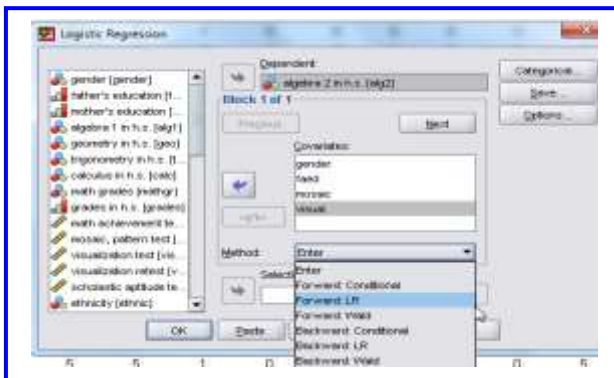 Logistic Regression
gender [gender]
father's education [f...
mother's education [...
algebra 1 in h.s. [alg1]
geometry in h.s. [geo]
trigonometry in h.s. [t...
calculus in h.s. [calc]
math grades [mathgr]
grades in h.s. [grades]
math achievement te...
mosaic, pattern test [...
visualization test [vis...
visualization retest [v...
scholastic aptitude te...
ethnicity [ethnic]
Dependent:
algebra 2 in h.s. [alg2]
Block 1 of 1
Previous
Next
Covariates:
gender
faed
mosaic
visual
>a*b>
Method:
Enter
Enter
Forward: Conditional
Forward: LR
Forward: Wald
Backward: Conditional
Backward: LR
Backward: Wald
Categorical...
Save...
Options...
OK
Paste